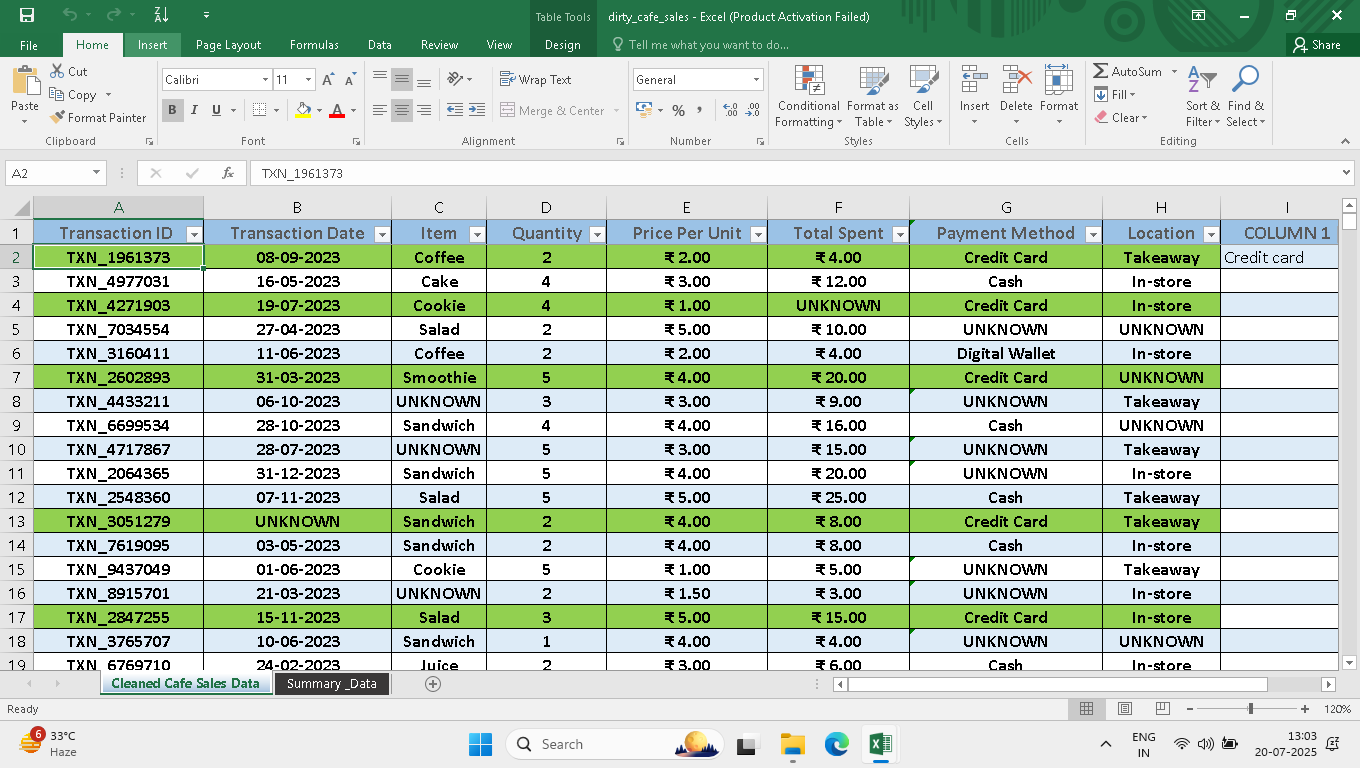 Table Tools
dirty_cafe_sales - Excel (Product Activation Failed)
File Home Insert Page Layout Formulas Data Review View Design Tell me what you want to do... Share
Paste
Cut
Copy
Format Painter
Clipboard
Calibri 11
B I U A
Font
Wrap Text
Merge & Center
Alignment
General
%
Number
Conditional Formatting
Format as Table
Cell Styles
Styles
Insert Delete Format
Cells
AutoSum
Fill
Clear
Sort & Filter
Find & Select
Editing
A2 fx TXN_1961373
A B C D E F G H I
1 Transaction ID Transaction Date Item Quantity Price Per Unit Total Spent Payment Method Location COLUMN 1
2 TXN_1961373 08-09-2023 Coffee 2 ₹ 2.00 ₹ 4.00 Credit Card Takeaway Credit card
3 TXN_4977031 16-05-2023 Cake 4 ₹ 3.00 ₹ 12.00 Cash In-store
4 TXN_4271903 19-07-2023 Cookie 4 ₹ 1.00 UNKNOWN Credit Card In-store
5 TXN_7034554 27-04-2023 Salad 2 ₹ 5.00 ₹ 10.00 UNKNOWN UNKNOWN
6 TXN_3160411 11-06-2023 Coffee 2 ₹ 2.00 ₹ 4.00 Digital Wallet In-store
7 TXN_2602893 31-03-2023 Smoothie 5 ₹ 4.00 ₹ 20.00 Credit Card UNKNOWN
8 TXN_4433211 06-10-2023 UNKNOWN 3 ₹ 3.00 ₹ 9.00 UNKNOWN Takeaway
9 TXN_6699534 28-10-2023 Sandwich 4 ₹ 4.00 ₹ 16.00 Cash UNKNOWN
10 TXN_4717867 28-07-2023 UNKNOWN 5 ₹ 3.00 ₹ 15.00 UNKNOWN Takeaway
11 TXN_2064365 31-12-2023 Sandwich 5 ₹ 4.00 ₹ 20.00 UNKNOWN In-store
12 TXN_2548360 07-11-2023 Salad 5 ₹ 5.00 ₹ 25.00 Cash Takeaway
13 TXN_3051279 UNKNOWN Sandwich 2 ₹ 4.00 ₹ 8.00 Credit Card Takeaway
14 TXN_7619095 03-05-2023 Sandwich 2 ₹ 4.00 ₹ 8.00 Cash In-store
15 TXN_9437049 01-06-2023 Cookie 5 ₹ 1.00 ₹ 5.00 UNKNOWN Takeaway
16 TXN_8915701 21-03-2023 UNKNOWN 2 ₹ 1.50 ₹ 3.00 UNKNOWN In-store
17 TXN_2847255 15-11-2023 Salad 3 ₹ 5.00 ₹ 15.00 Credit Card In-store
18 TXN_3765707 10-06-2023 Sandwich 1 ₹ 4.00 ₹ 4.00 UNKNOWN UNKNOWN
19 TXN_6769710 24-02-2023 Juice 2 ₹ 3.00 ₹ 6.00 Cash In-store
Cleaned Cafe Sales Data Summary _Data
Ready 120%
6 33°C
Haze
Search
ENG
IN
13:03
20-07-2025